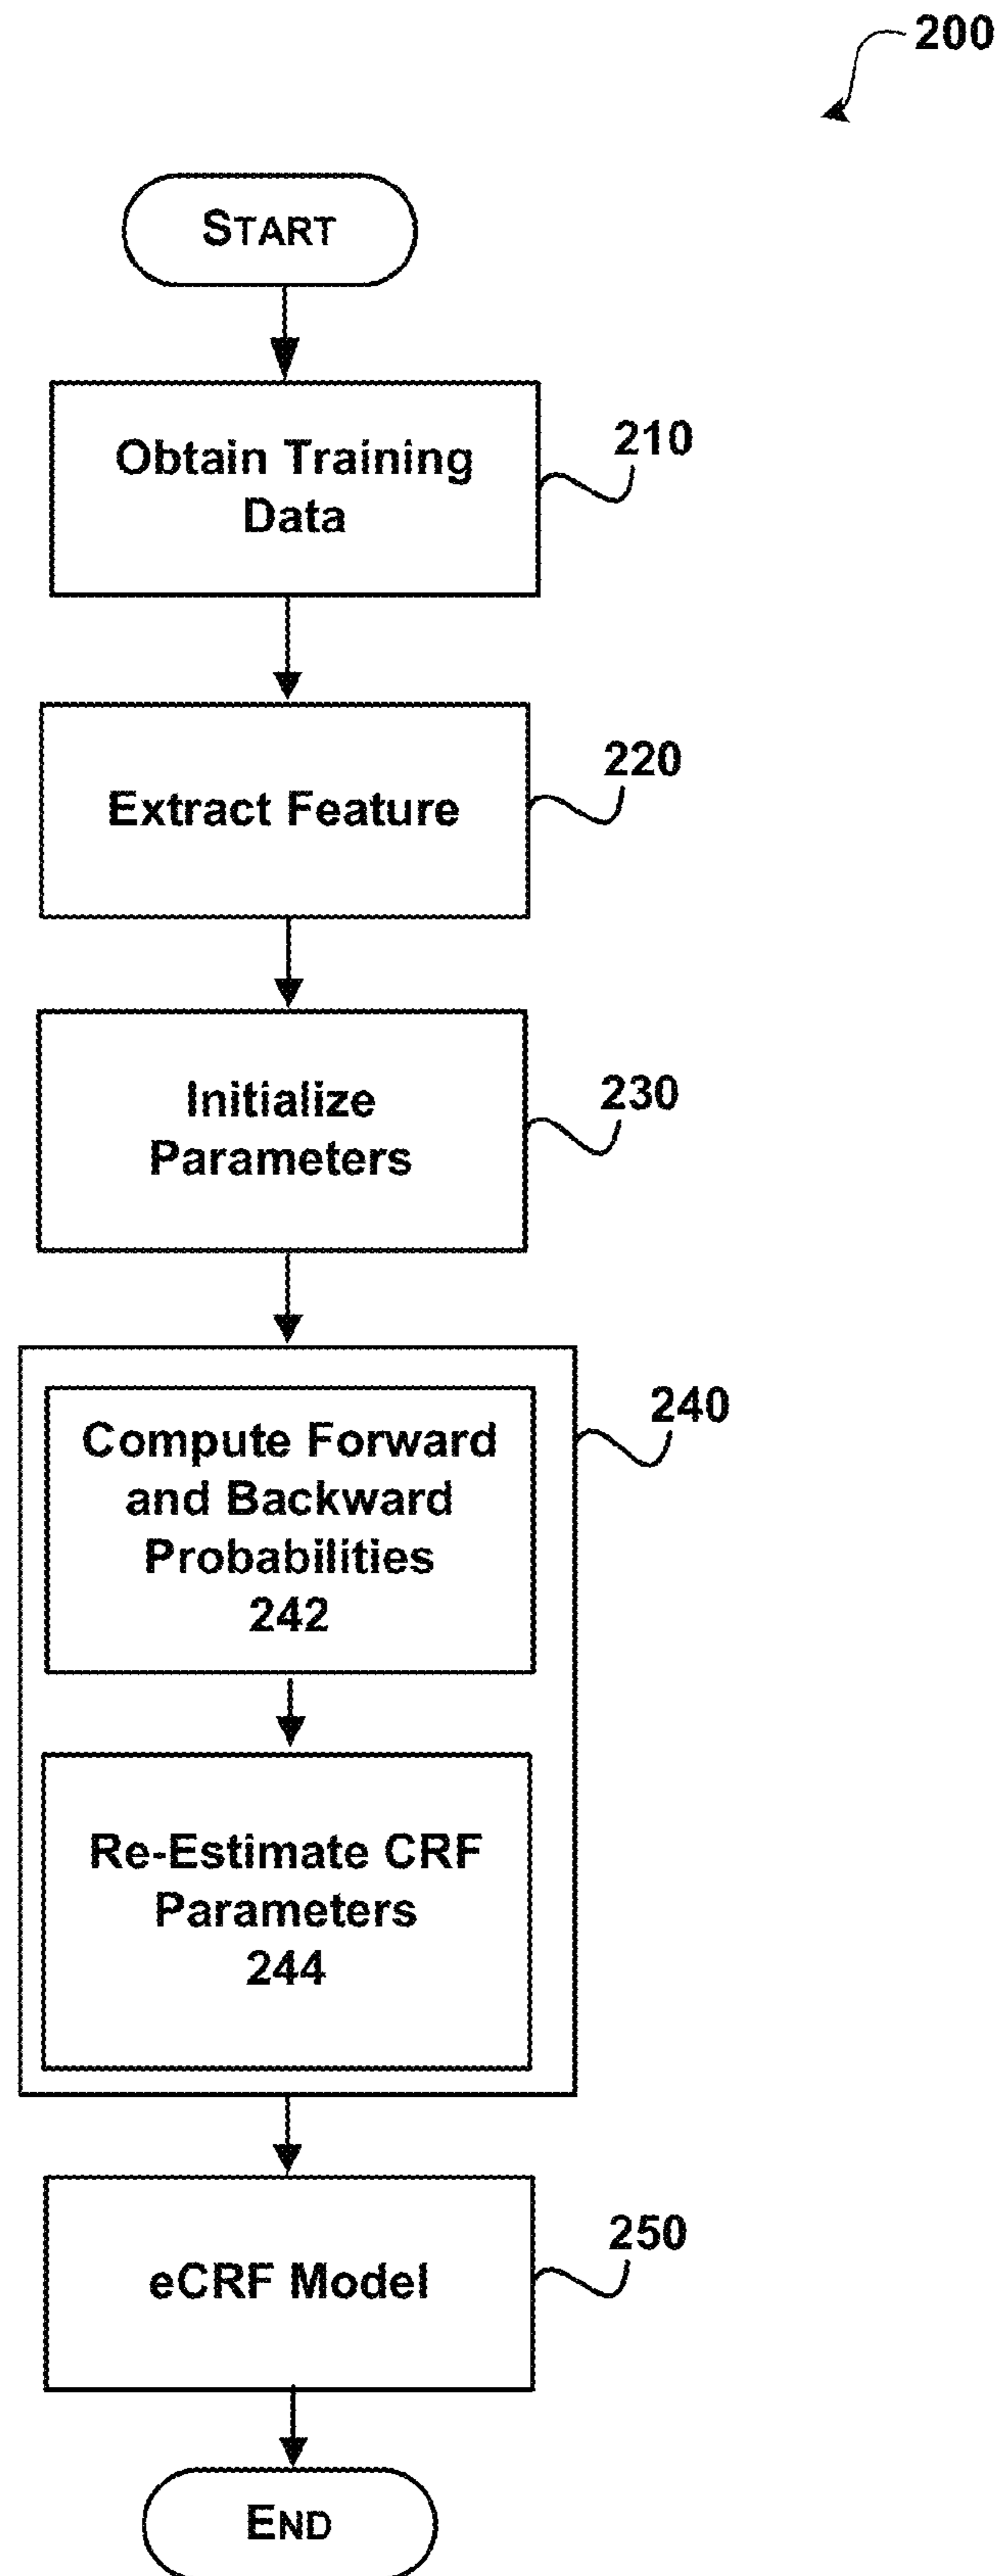 200
START
Obtain Training
Data
210
Extract Feature
220
Initialize
Parameters
230
240
Compute Forward
and Backward
Probabilities
242
Re-Estimate CRF
Parameters
244
eCRF Model
250
END